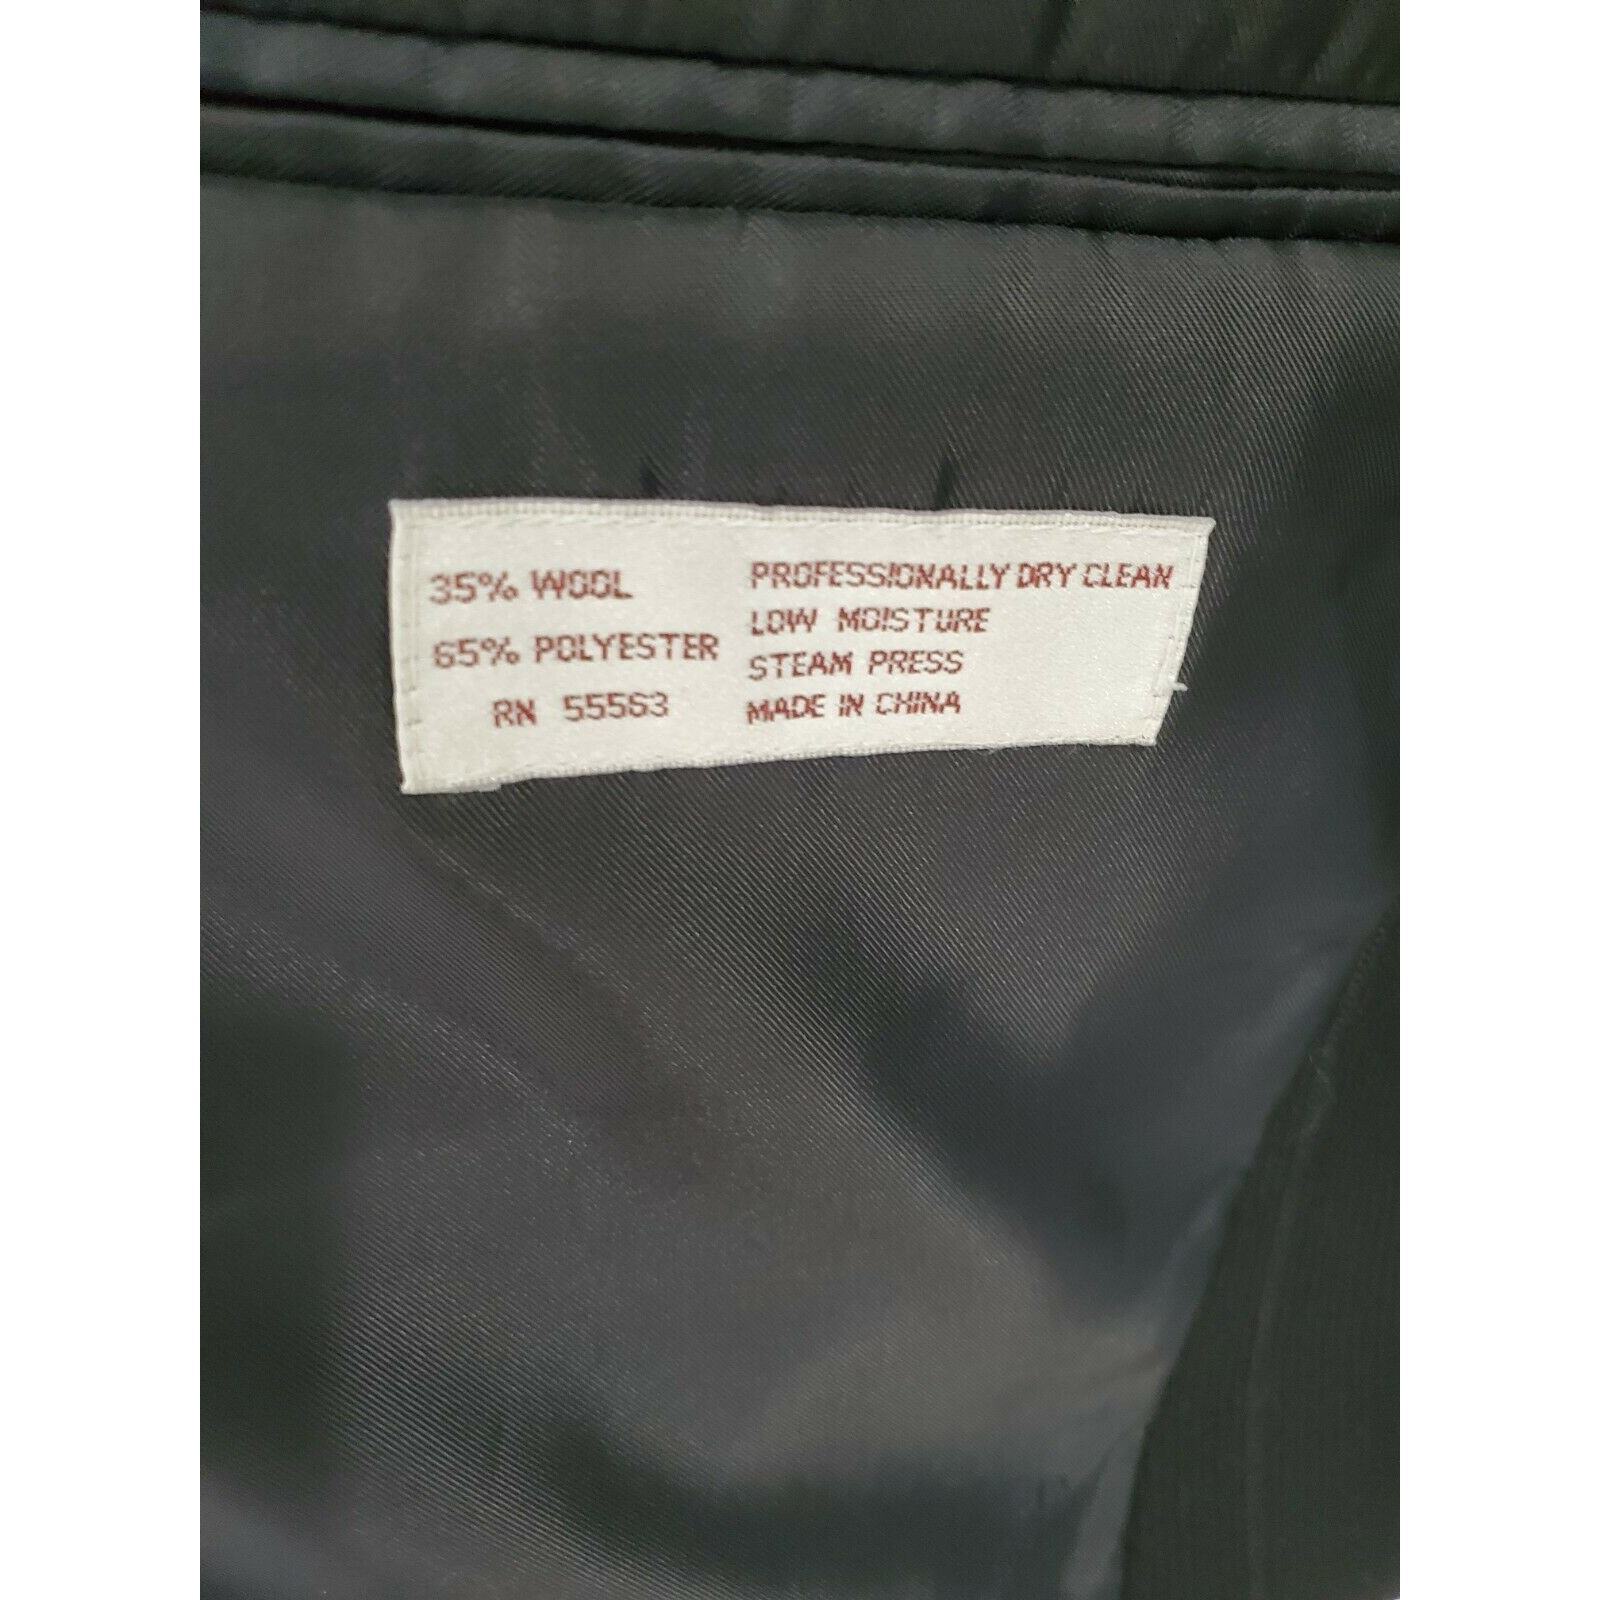 35% WOOL
65% POLYESTER
RN 55563
PROFESSIONALLY DRY CLEAN
LOW MOISTURE
STEAM PRESS
MADE IN CHINA